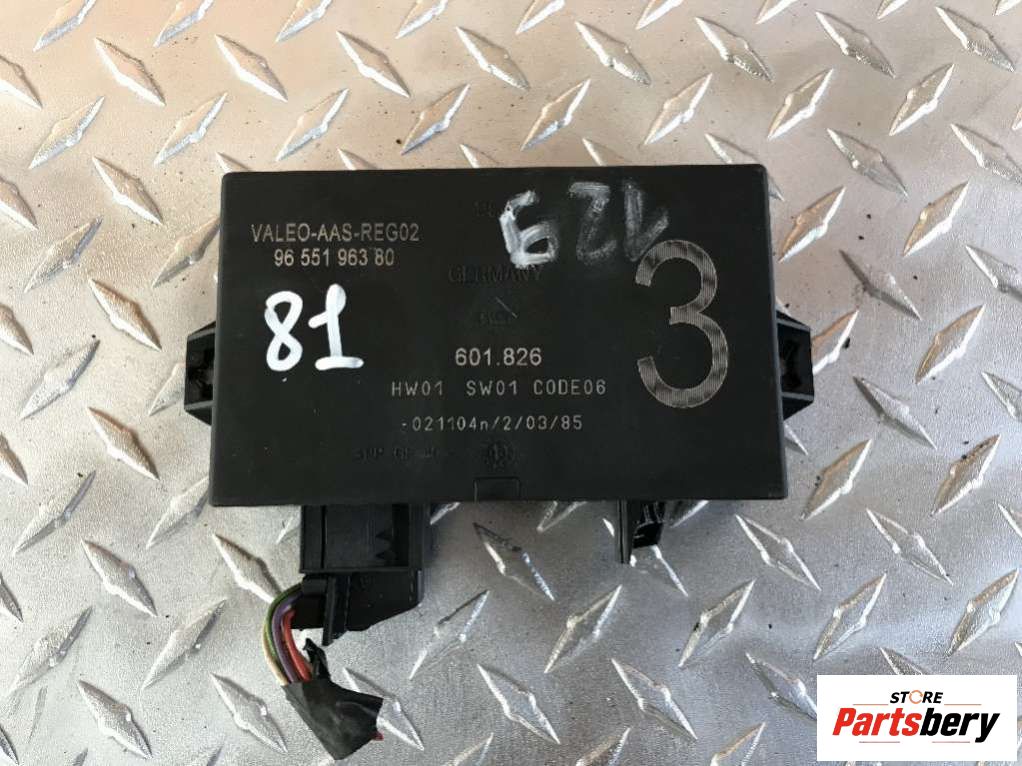 VALEO-AAS-REG02
96 551 963 80
81
GERMANY
3
601.826
HW01 SW01 CODE06
-021104n/2/03/85
STORE
Partsbery